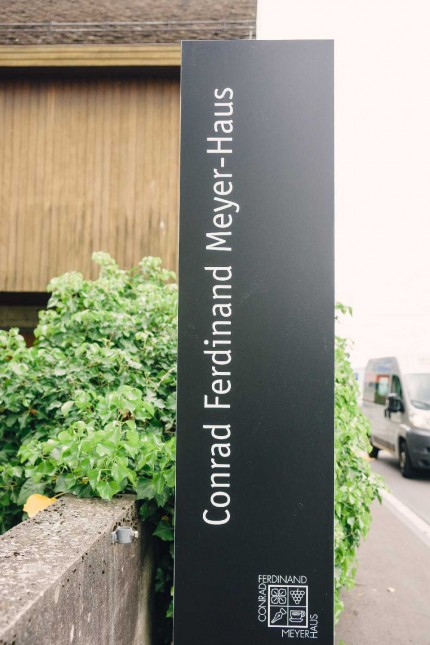 Conrad Ferdinand Meyer-Haus
CONRAD
FERDINAND
MEYER-
HAUS